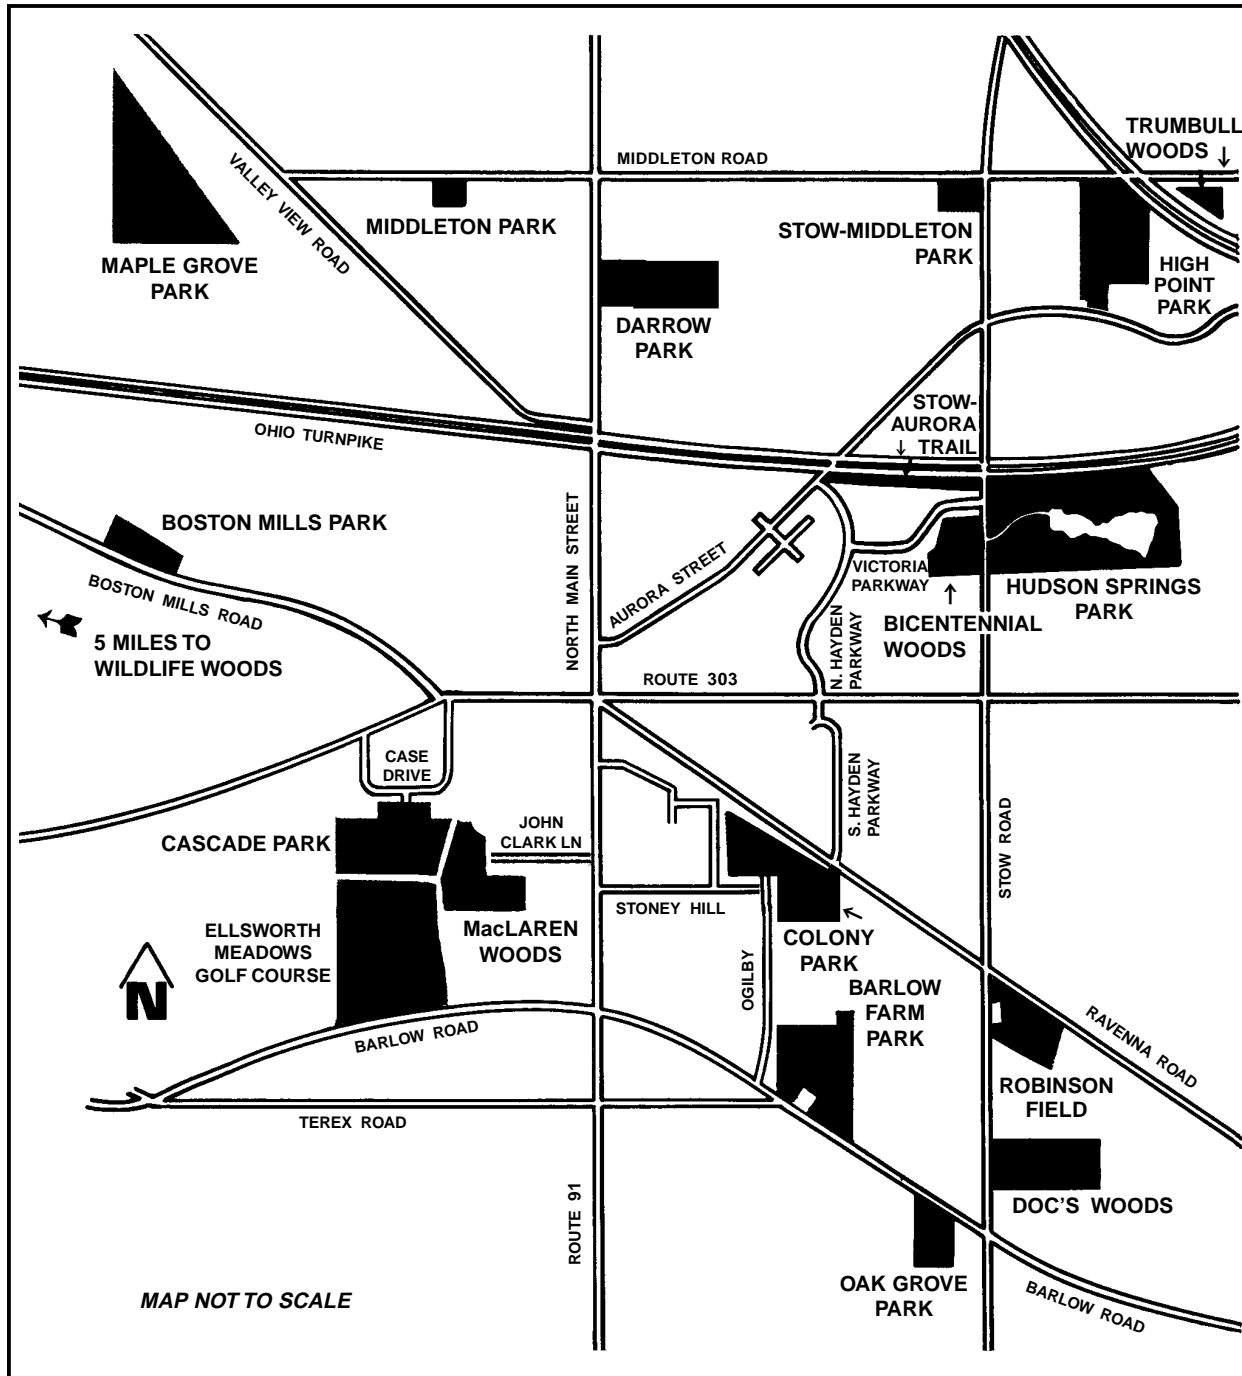 TRUMBULL
WOODS
MIDDLETON ROAD
VALLEY VIEW ROAD
MIDDLETON PARK
STOW-MIDDLETON
PARK
MAPLE GROVE
PARK
HIGH
POINT
PARK
DARROW
PARK
STOW-
AURORA
TRAIL
OHIO TURNPIKE
BOSTON MILLS PARK
NORTH MAIN STREET
AURORA STREET
VICTORIA
PARKWAY
HUDSON SPRINGS
PARK
BOSTON MILLS ROAD
BICENTENNIAL
WOODS
N. HAYDEN
PARKWAY
5 MILES TO
WILDLIFE WOODS
ROUTE 303
CASE
DRIVE
S. HAYDEN
PARKWAY
STOW ROAD
JOHN
CLARK LN
CASCADE PARK
STONEY HILL
ELLSWORTH
MEADOWS
GOLF COURSE
MacLAREN
WOODS
COLONY
PARK
OGILBY
BARLOW
FARM
PARK
N
BARLOW ROAD
RAVENNA ROAD
ROBINSON
FIELD
TEREX ROAD
DOC'S WOODS
ROUTE 91
OAK GROVE
PARK
BARLOW ROAD
MAP NOT TO SCALE